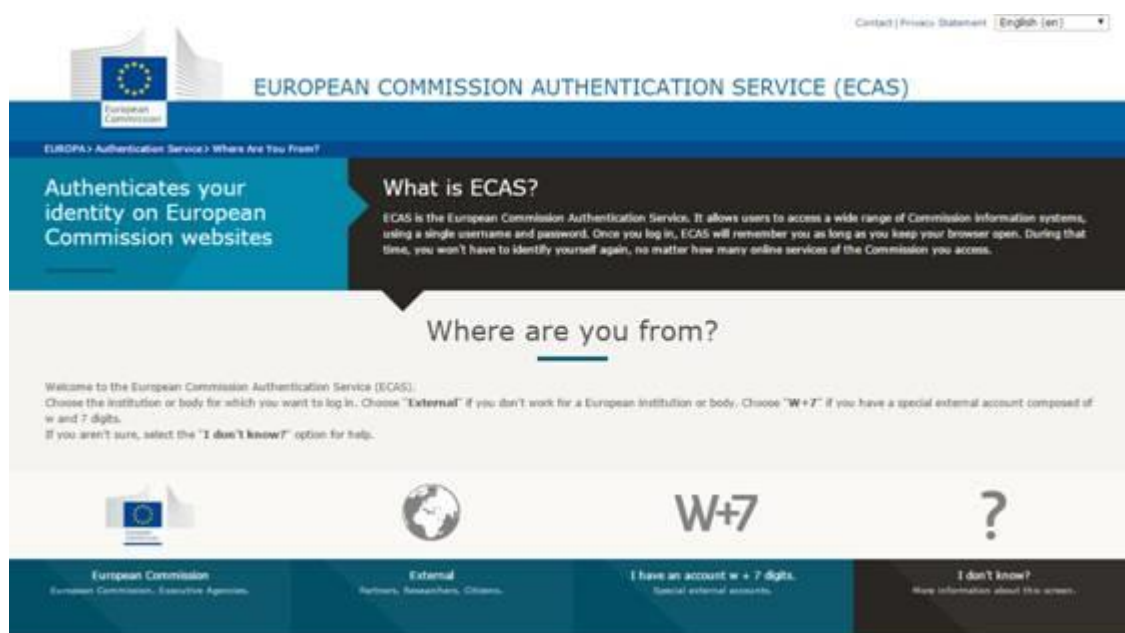 Contact | Privacy Statement English (en)
EUROPEAN COMMISSION AUTHENTICATION SERVICE (ECAS)
European
Commission
EUROPA > Authentication Service > Where Are You From?
Authenticates your
identity on European
Commission websites
What is ECAS?
ECAS is the European Commission Authentication Service. It allows users to access a wide range of Commission information systems,
using a single username and password. Once you log in, ECAS will remember you as long as you keep your browser open. During that
time, you won't have to identify yourself again, no matter how many online services of the Commission you access.
Where are you from?
Welcome to the European Commission Authentication Service (ECAS).
Choose the institution or body for which you want to log in. Choose "External" if you don't work for a European institution or body. Choose "W+7" if you have a special external account composed of
w and 7 digits.
If you aren't sure, select the "I don't know?" option for help.
W+7
?
European Commission
European Commission, Executive Agencies.
External
Partners, Researchers, Citizens.
I have an account w + 7 digits.
Special external accounts.
I don't know?
More information about this screen.